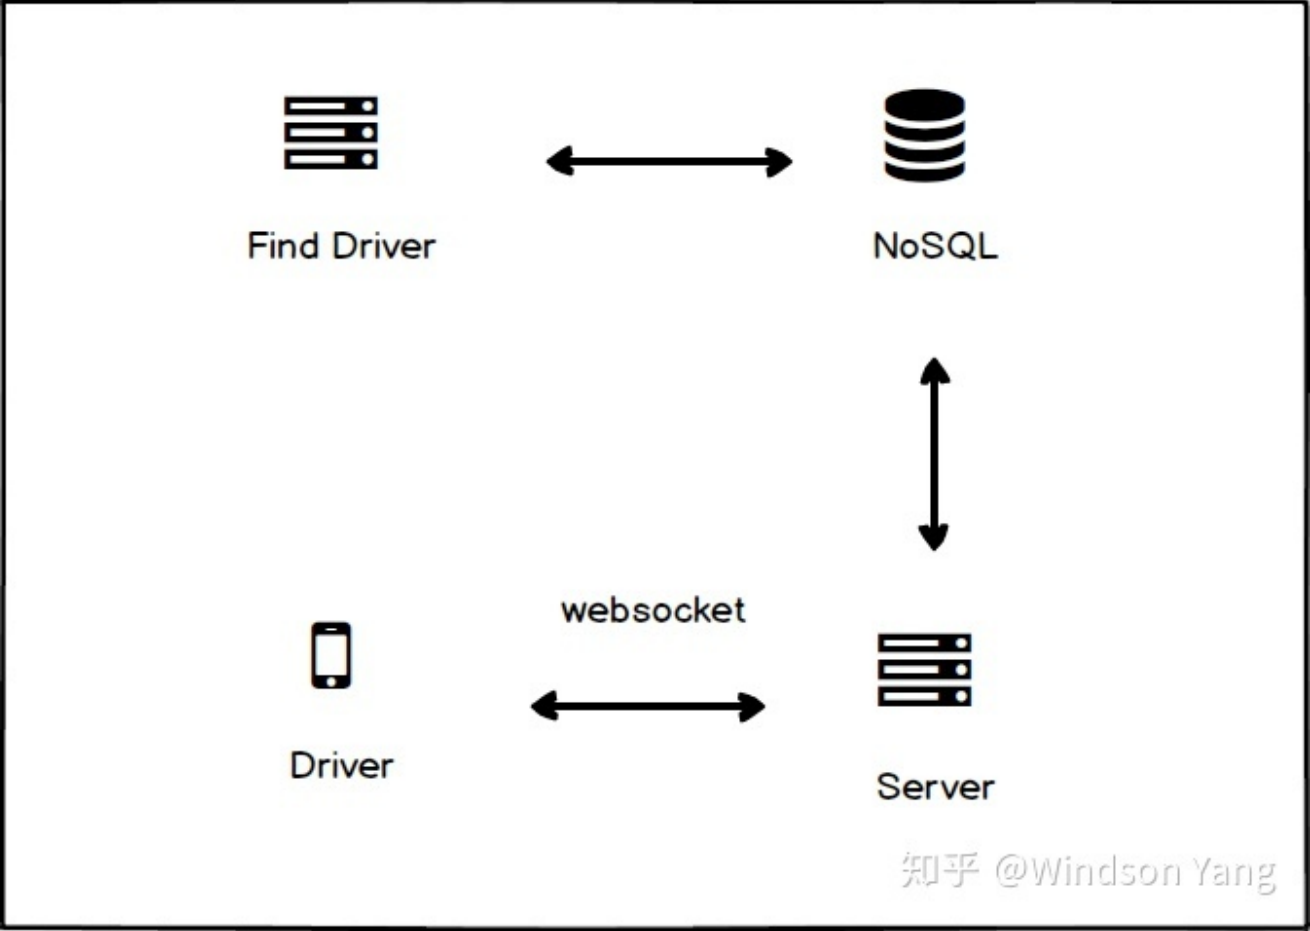 Find Driver
NoSQL
websocket
Driver
Server
知乎 @Windson Yang